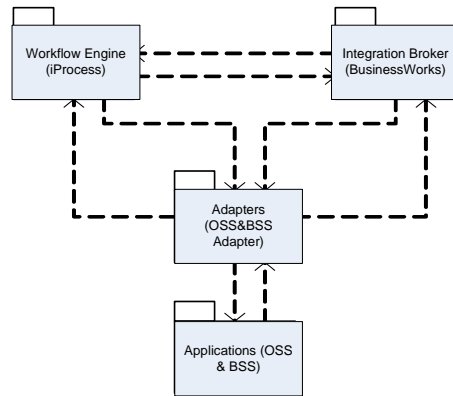 Workflow Engine
(iProcess)
Integration Broker
(BusinessWorks)
Adapters
(OSS&BSS
Adapter)
Applications (OSS
& BSS)